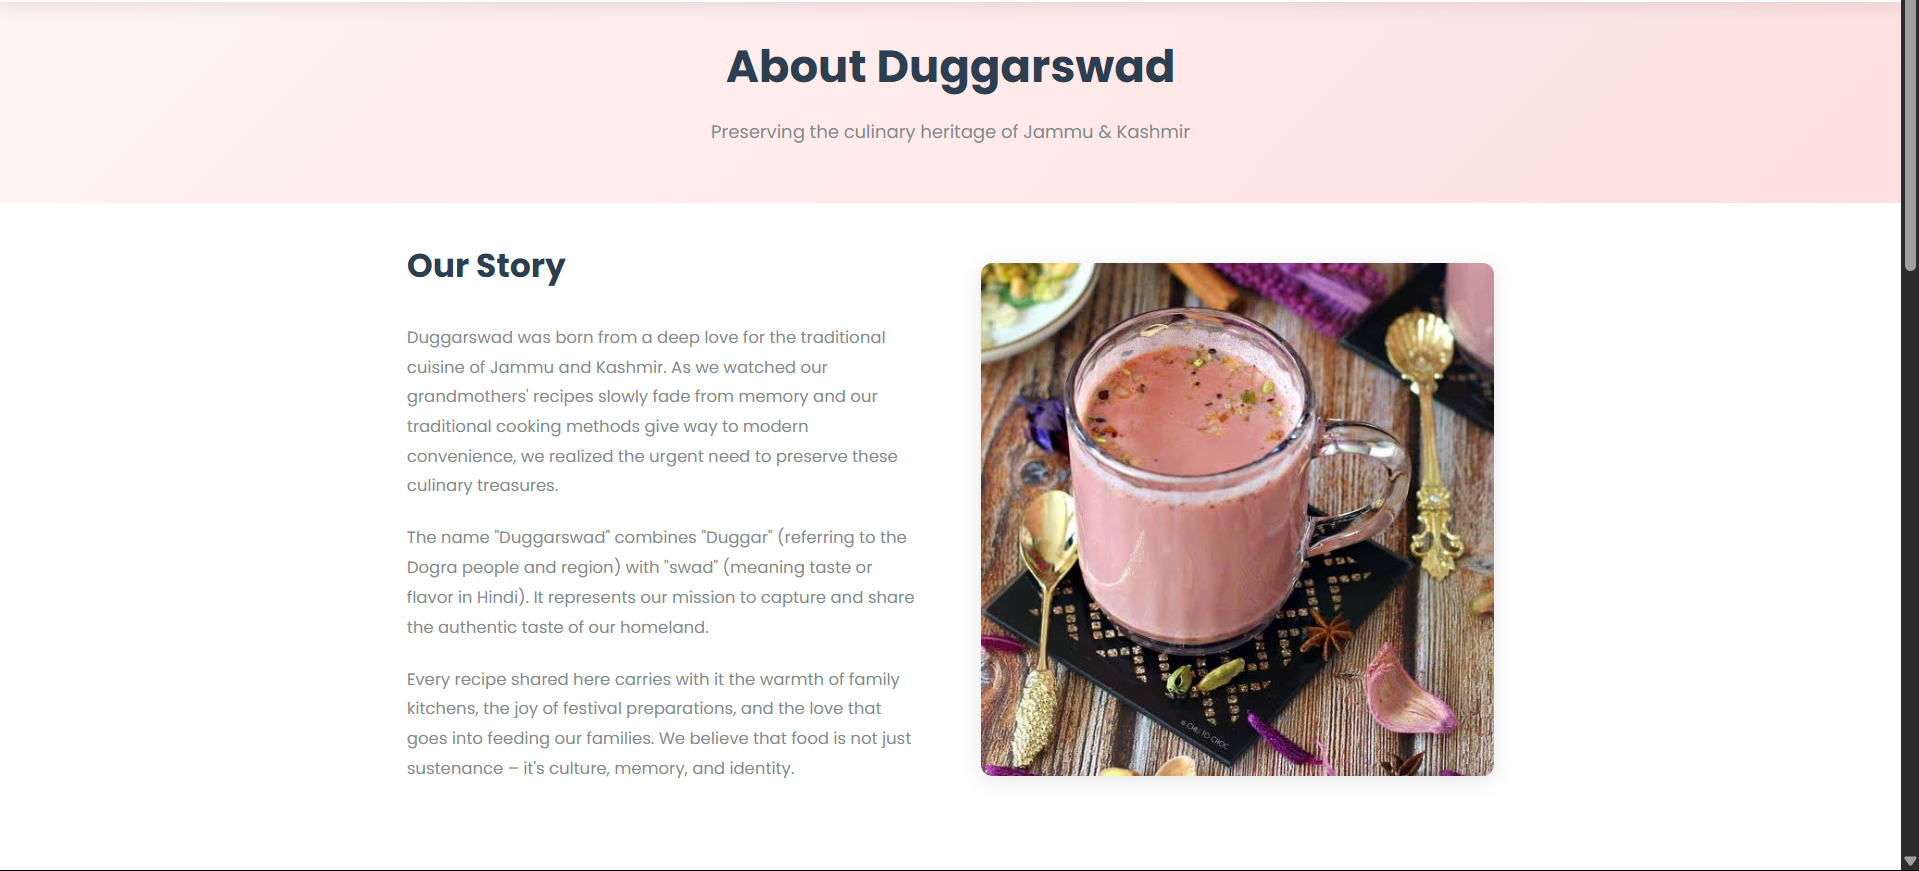 About Duggarswad
Preserving the culinary heritage of Jammu & Kashmir
Our Story
Duggarswad was born from a deep love for the traditional
cuisine of Jammu and Kashmir. As we watched our
grandmothers' recipes slowly fade from memory and our
traditional cooking methods give way to modern
convenience, we realized the urgent need to preserve these
culinary treasures.
The name "Duggarswad" combines "Duggar" (referring to the
Dogra people and region) with "swad" (meaning taste or
flavor in Hindi). It represents our mission to capture and share
the authentic taste of our homeland.
Every recipe shared here carries with it the warmth of family
kitchens, the joy of festival preparations, and the love that
goes into feeding our families. We believe that food is not just
sustenance – it's culture, memory, and identity.
© CHILI TO CHOC